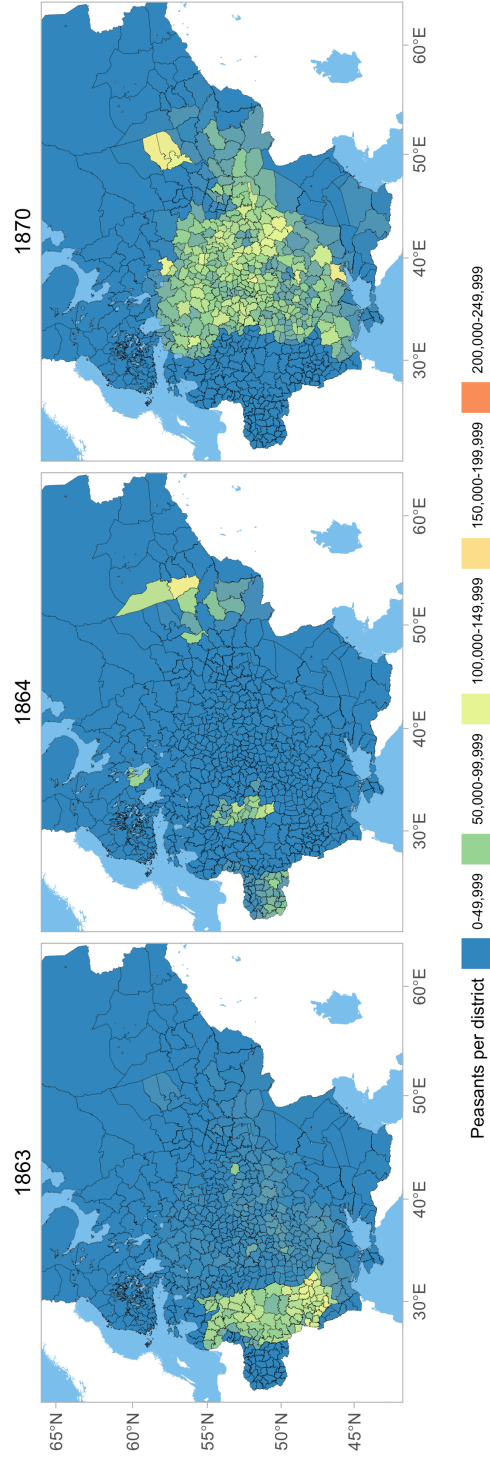 1863
1864
1870
65°N
60°N
55°N
50°N
45°N
30°E
40°E
50°E
60°E
30°E
40°E
50°E
60°E
30°E
40°E
50°E
60°E
Peasants per district
0-49,999
50,000-99,999
100,000-149,999
150,000-199,999
200,000-249,999